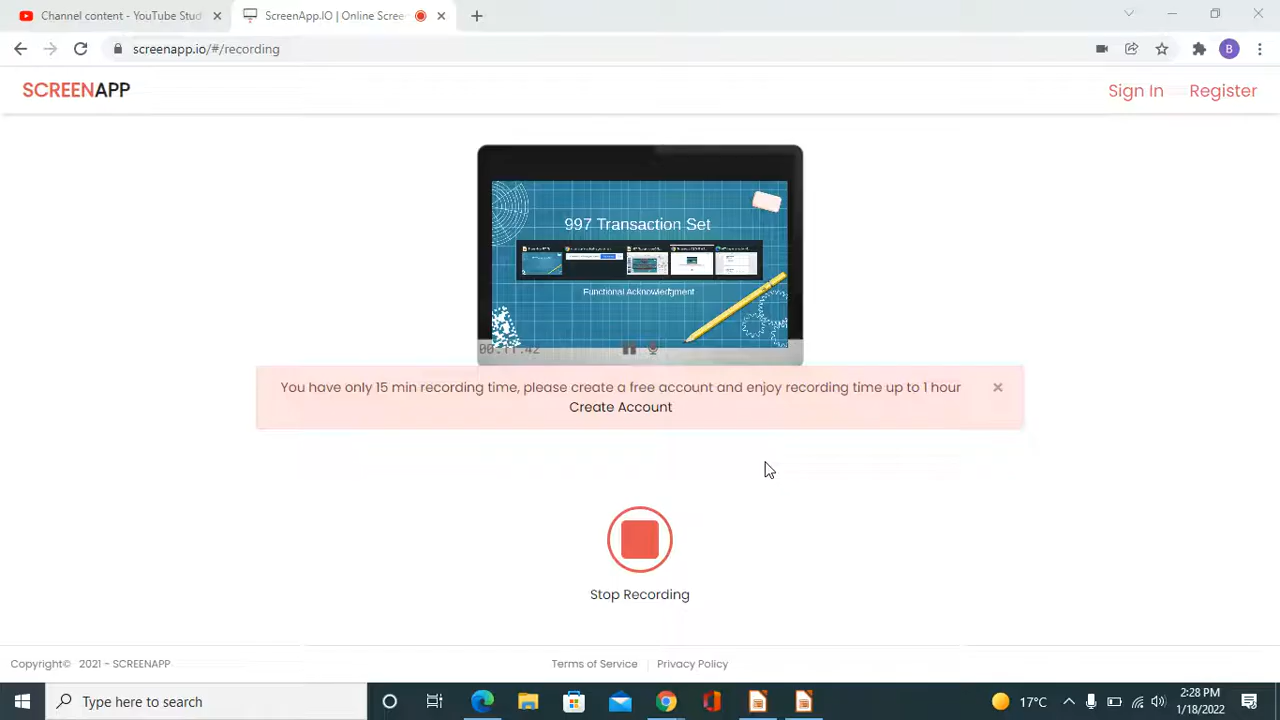 Channel content - YouTube Stud
ScreenApp.IO | Online Scree
screenapp.io/#/recording
B
SCREENAPP
Sign In
Register
997 Transaction Set
Functional Acknowledgment
You have only 15 min recording time, please create a free account and enjoy recording time up to 1 hour
Create Account
Stop Recording
Copyright© 2021 - SCREENAPP
Terms of Service
Privacy Policy
Type here to search
17°C
2:28 PM
1/18/2022